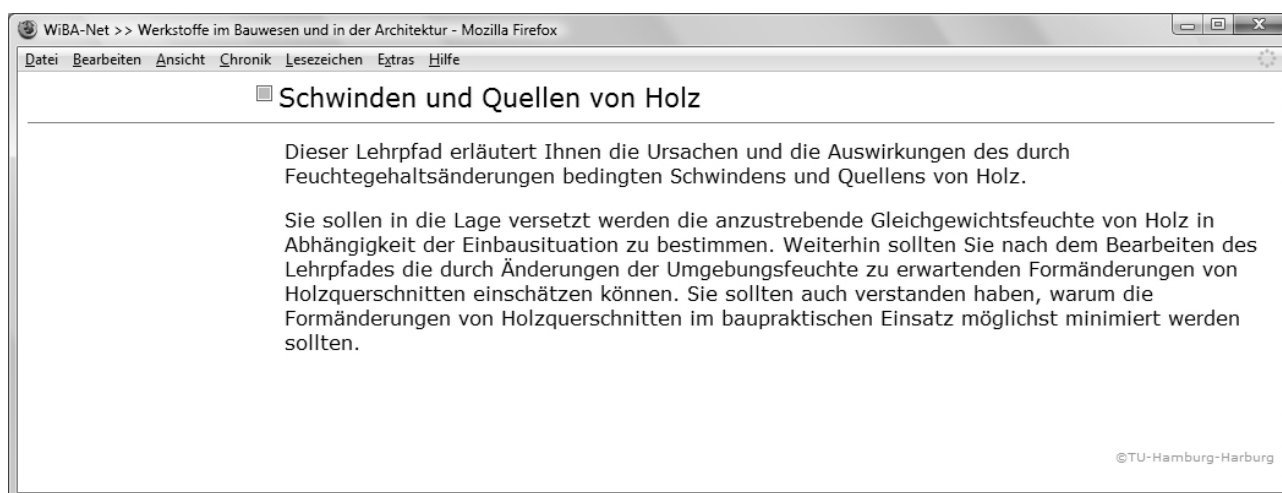 WiBA-Net >> Werkstoffe im Bauwesen und in der Architektur - Mozilla Firefox
Datei Bearbeiten Ansicht Chronik Lesezeichen Extras Hilfe
Schwinden und Quellen von Holz
Dieser Lehrpfad erläutert Ihnen die Ursachen und die Auswirkungen des durch
Feuchtegehaltsänderungen bedingten Schwindens und Quellens von Holz.
Sie sollen in die Lage versetzt werden die anzustrebende Gleichgewichtsfeuchte von Holz in
Abhängigkeit der Einbausituation zu bestimmen. Weiterhin sollten Sie nach dem Bearbeiten des
Lehrpfades die durch Änderungen der Umgebungsfeuchte zu erwartenden Formänderungen von
Holzquerschnitten einschätzen können. Sie sollten auch verstanden haben, warum die
Formänderungen von Holzquerschnitten im baupraktischen Einsatz möglichst minimiert werden
sollten.
©TU-Hamburg-Harburg